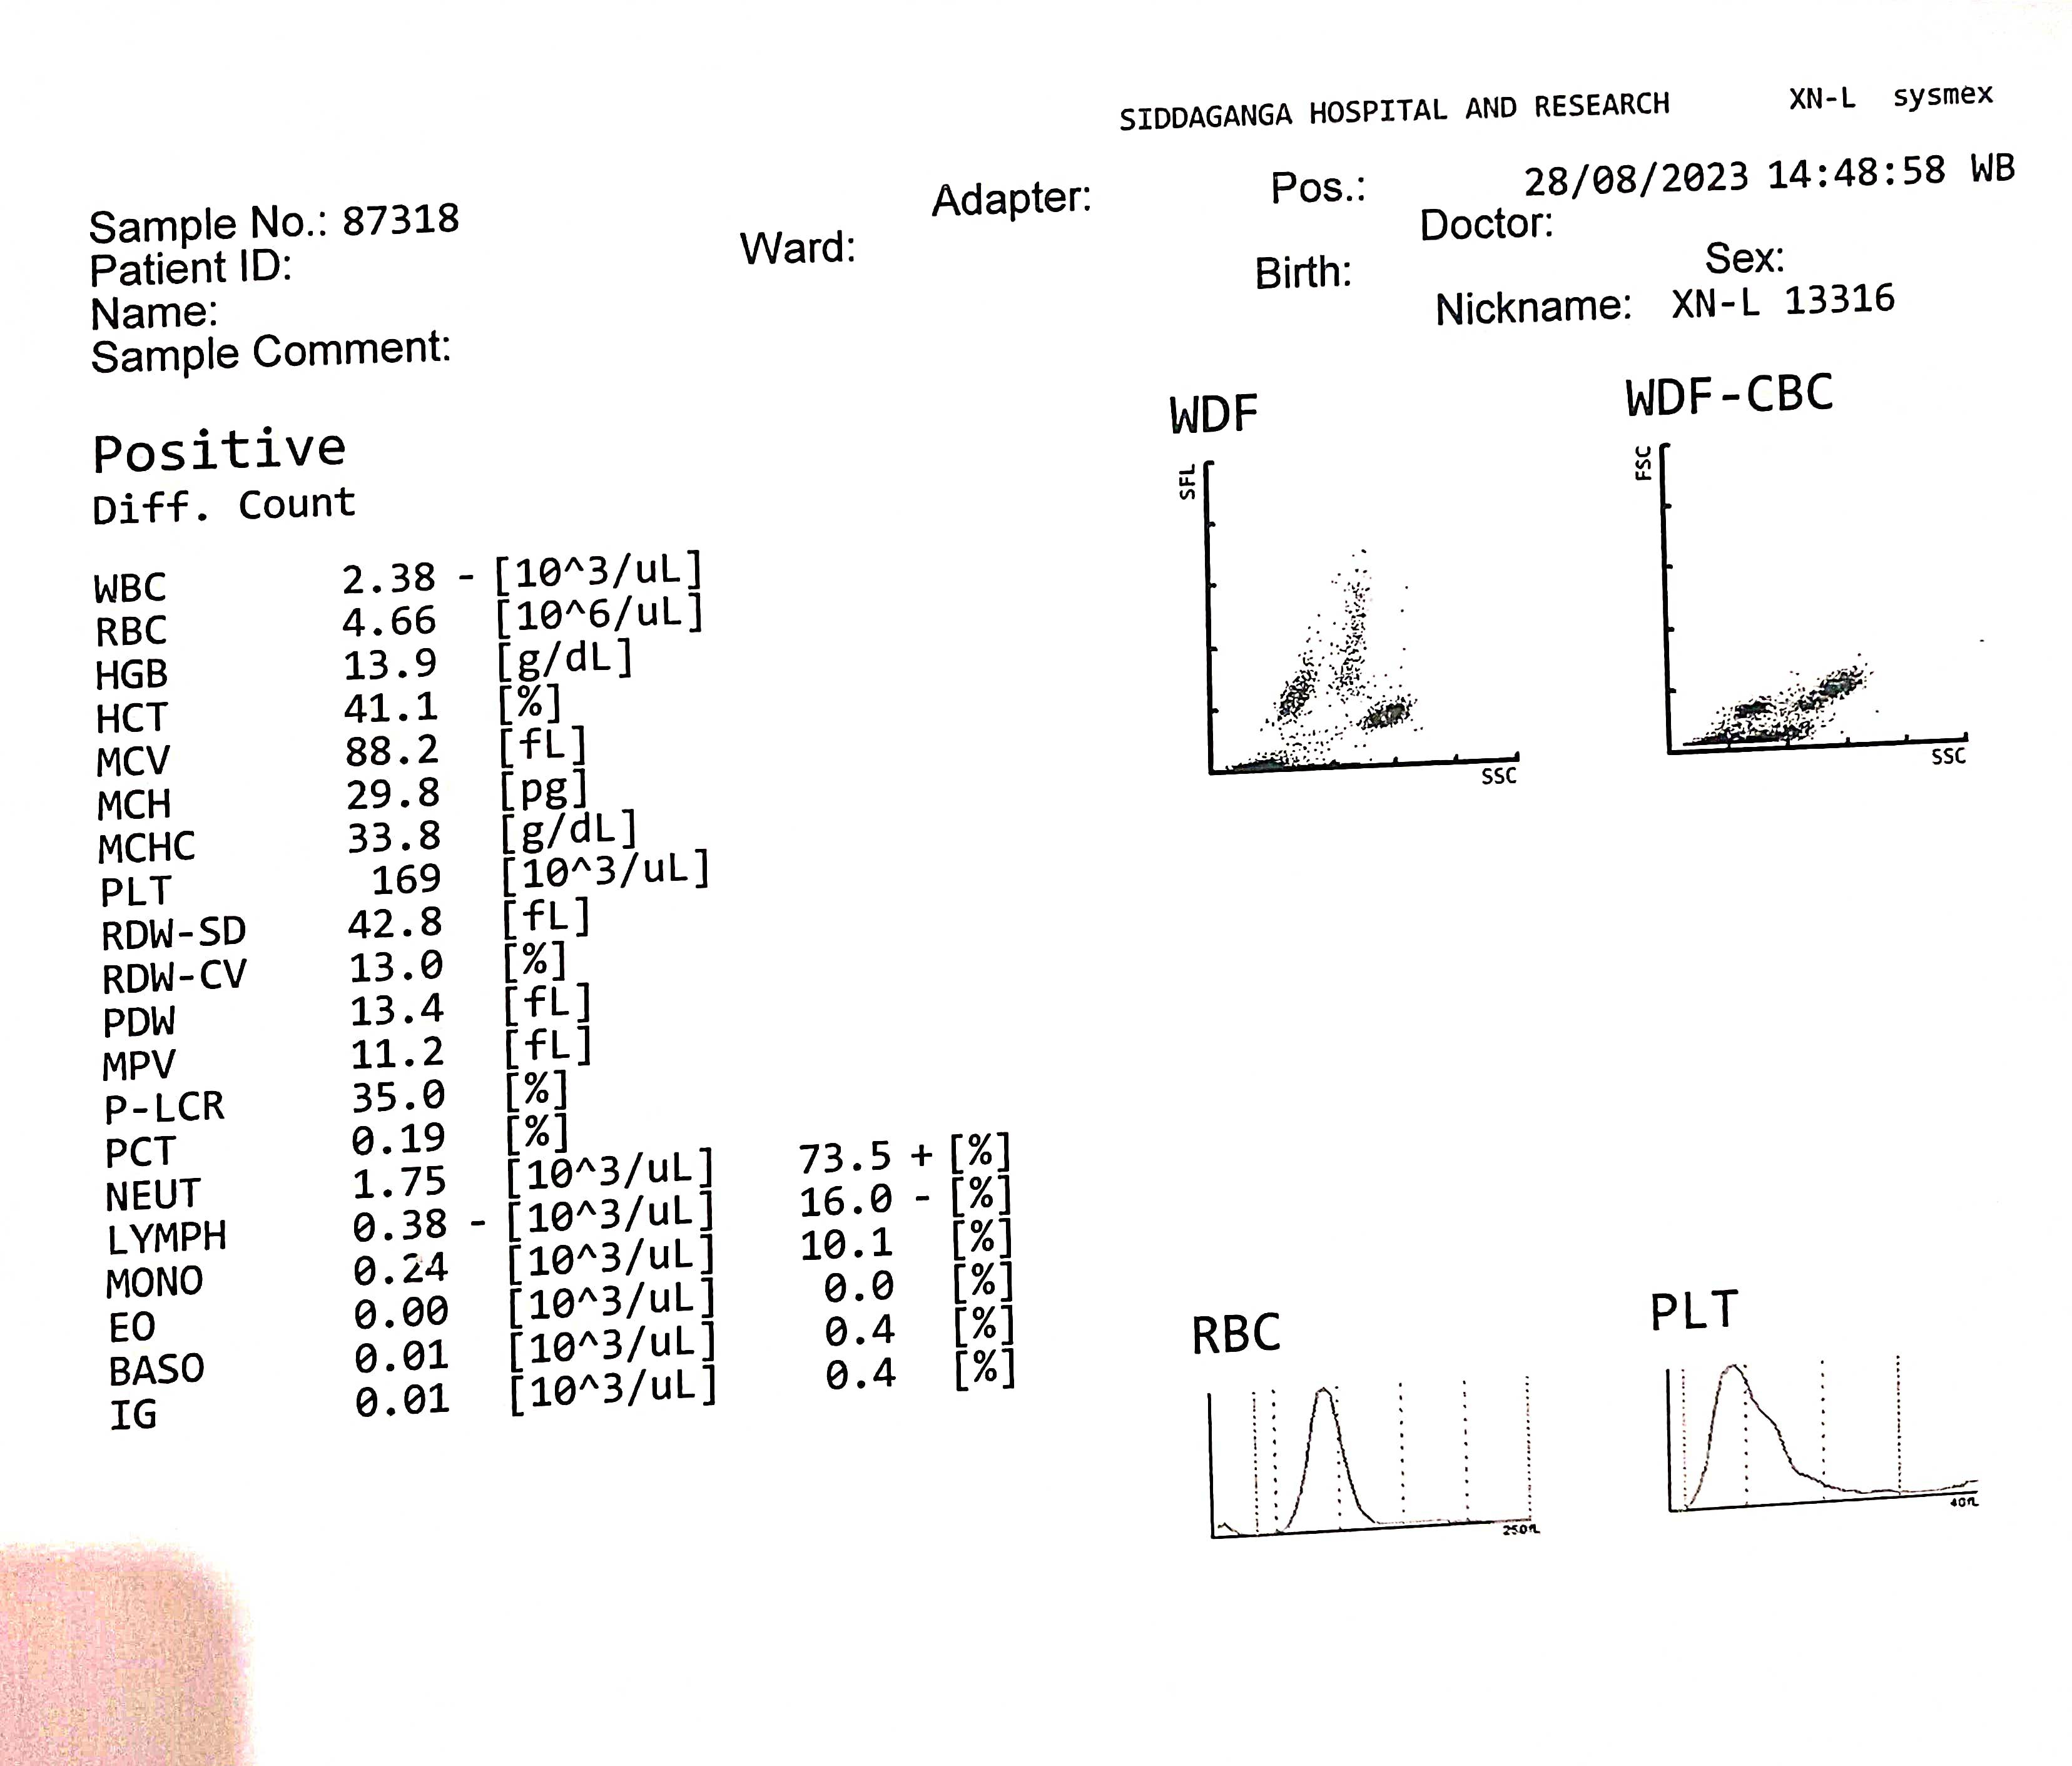 SIDDAGANGA HOSPITAL AND RESEARCH XN-L sysmex
Adapter: Pos.: 28/08/2023 14:48:58 WB
Sample No.: 87318 Ward: Doctor:
Patient ID: Birth: Sex:
Name: Nickname: XN-L 13316
Sample Comment:
Positive
Diff. Count
WDF
SFL
SSC
WDF-CBC
FSC
SSC
WBC 2.38 - [10^3/uL]
RBC 4.66 [10^6/uL]
HGB 13.9 [g/dL]
HCT 41.1 [%]
MCV 88.2 [fL]
MCH 29.8 [pg]
MCHC 33.8 [g/dL]
PLT 169 [10^3/uL]
RDW-SD 42.8 [fL]
RDW-CV 13.0 [%]
PDW 13.4 [fL]
MPV 11.2 [fL]
P-LCR 35.0 [%]
PCT 0.19 [%]
NEUT 1.75 [10^3/uL] 73.5 + [%]
LYMPH 0.38 - [10^3/uL] 16.0 - [%]
MONO 0.24 [10^3/uL] 10.1 [%]
EO 0.00 [10^3/uL] 0.0 [%]
BASO 0.01 [10^3/uL] 0.4 [%]
IG 0.01 [10^3/uL] 0.4 [%]
RBC
250fL
PLT
40fL